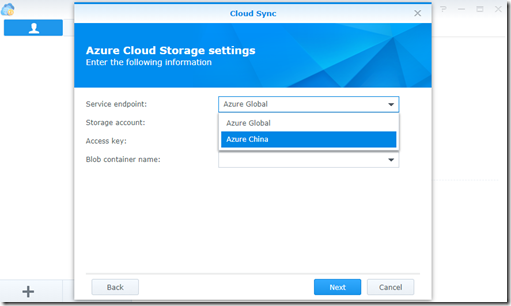 Cloud Sync
Azure Cloud Storage settings
Enter the following information
Service endpoint:
Azure Global
Storage account:
Azure Global
Access key:
Azure China
Blob container name:
Back
Next
Cancel